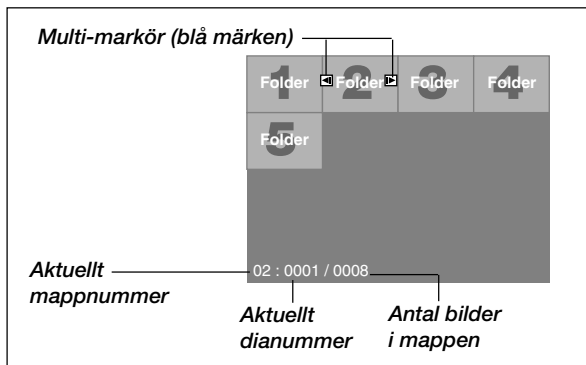 Multi-markör (blå märken)
1 Folder 2 Folder 3 Folder 4 Folder
5 Folder
02 : 0001 / 0008
Aktuellt
mappnummer
Aktuellt
dianummer
Antal bilder
i mappen